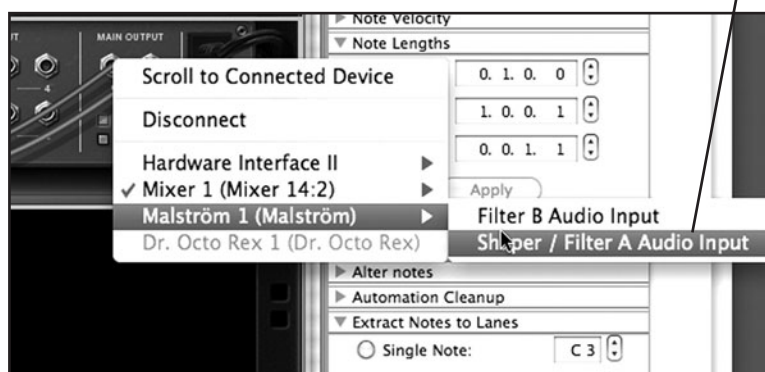 Note Velocity
Note Lengths
MAIN OUTPUT
0. 1. 0. 0
1. 0. 0. 1
0. 0. 1. 1
Apply
4
3
Scroll to Connected Device
Disconnect
Hardware Interface II
✓ Mixer 1 (Mixer 14:2)
Malström 1 (Malström)
Dr. Octo Rex 1 (Dr. Octo Rex)
Filter B Audio Input
Shaper / Filter A Audio Input
Alter notes
Automation Cleanup
Extract Notes to Lanes
Single Note: C 3